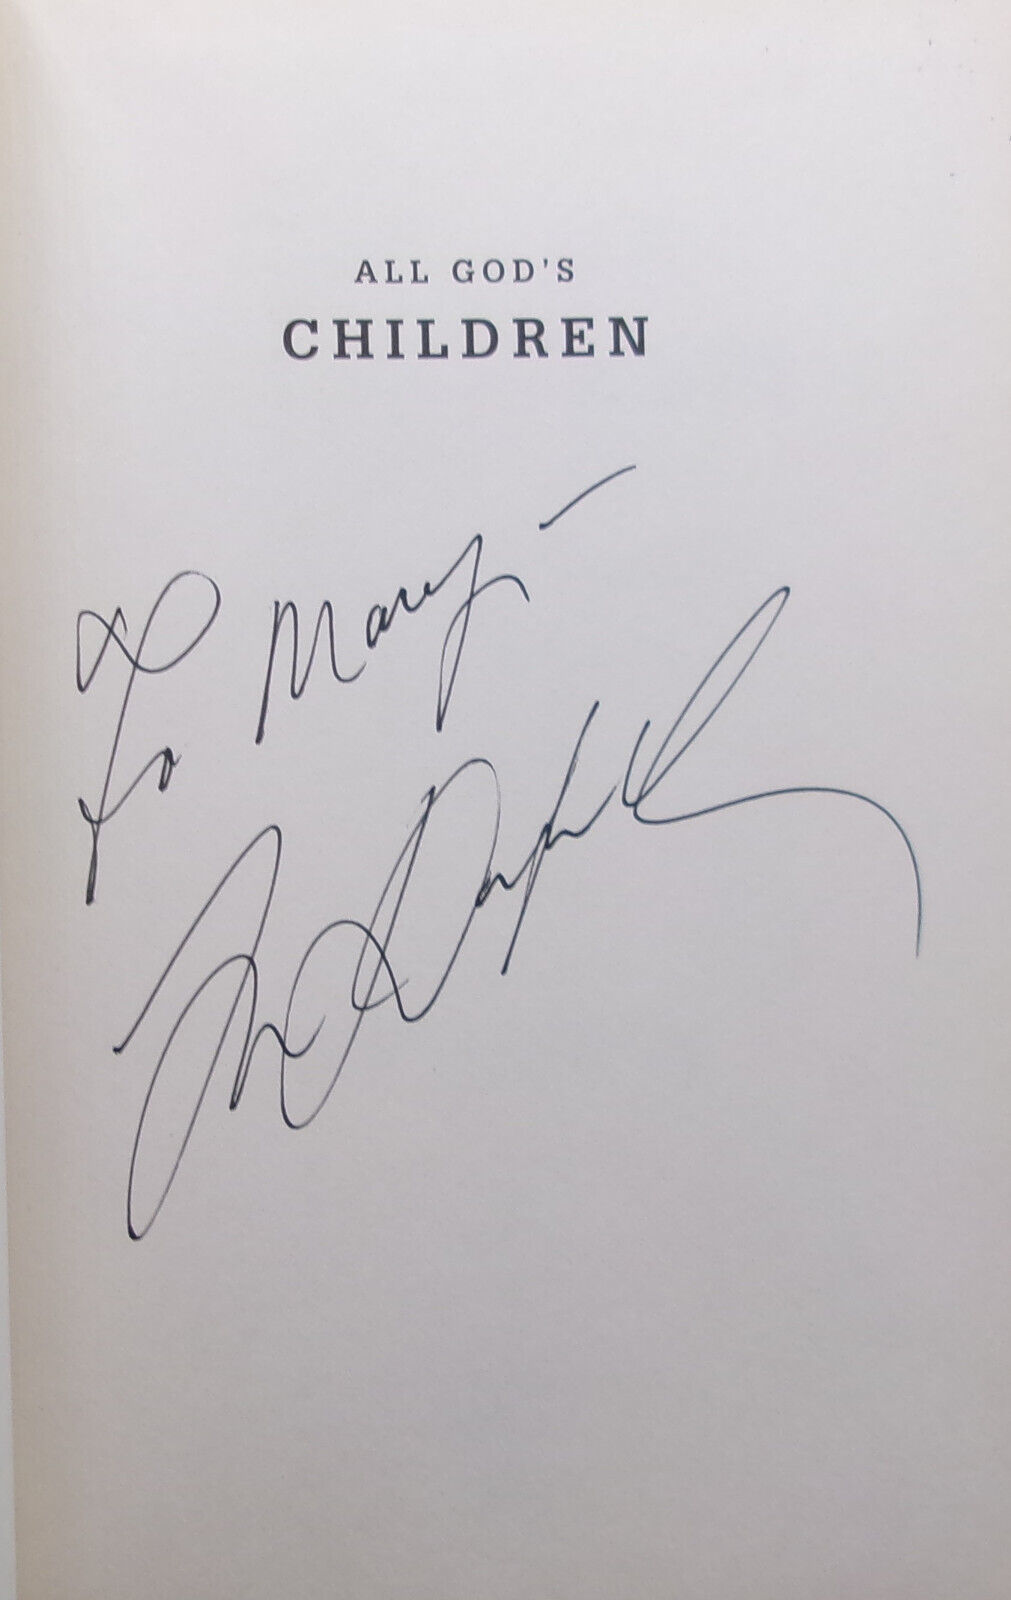 ALL GOD'S
CHILDREN
To Mary –